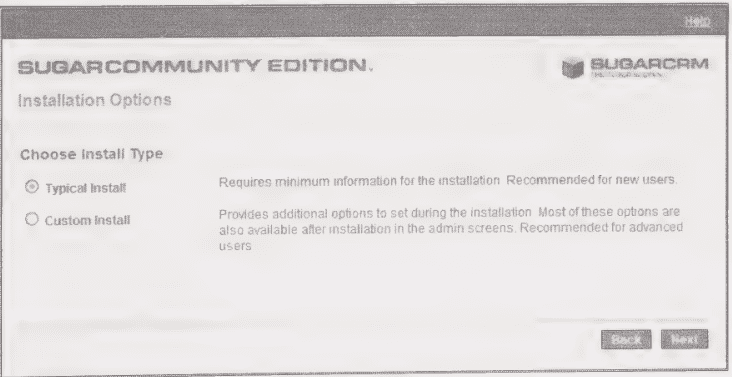 Help
SUGARCOMMUNITY EDITION.
SUGARCRM
Installation Options
Choose Install Type
Typical Install
Requires minimum information for the installation Recommended for new users.
Custom Install
Provides additional options to set during the installation Most of these options are
also available after installation in the admin screens. Recommended for advanced
users
Back Next